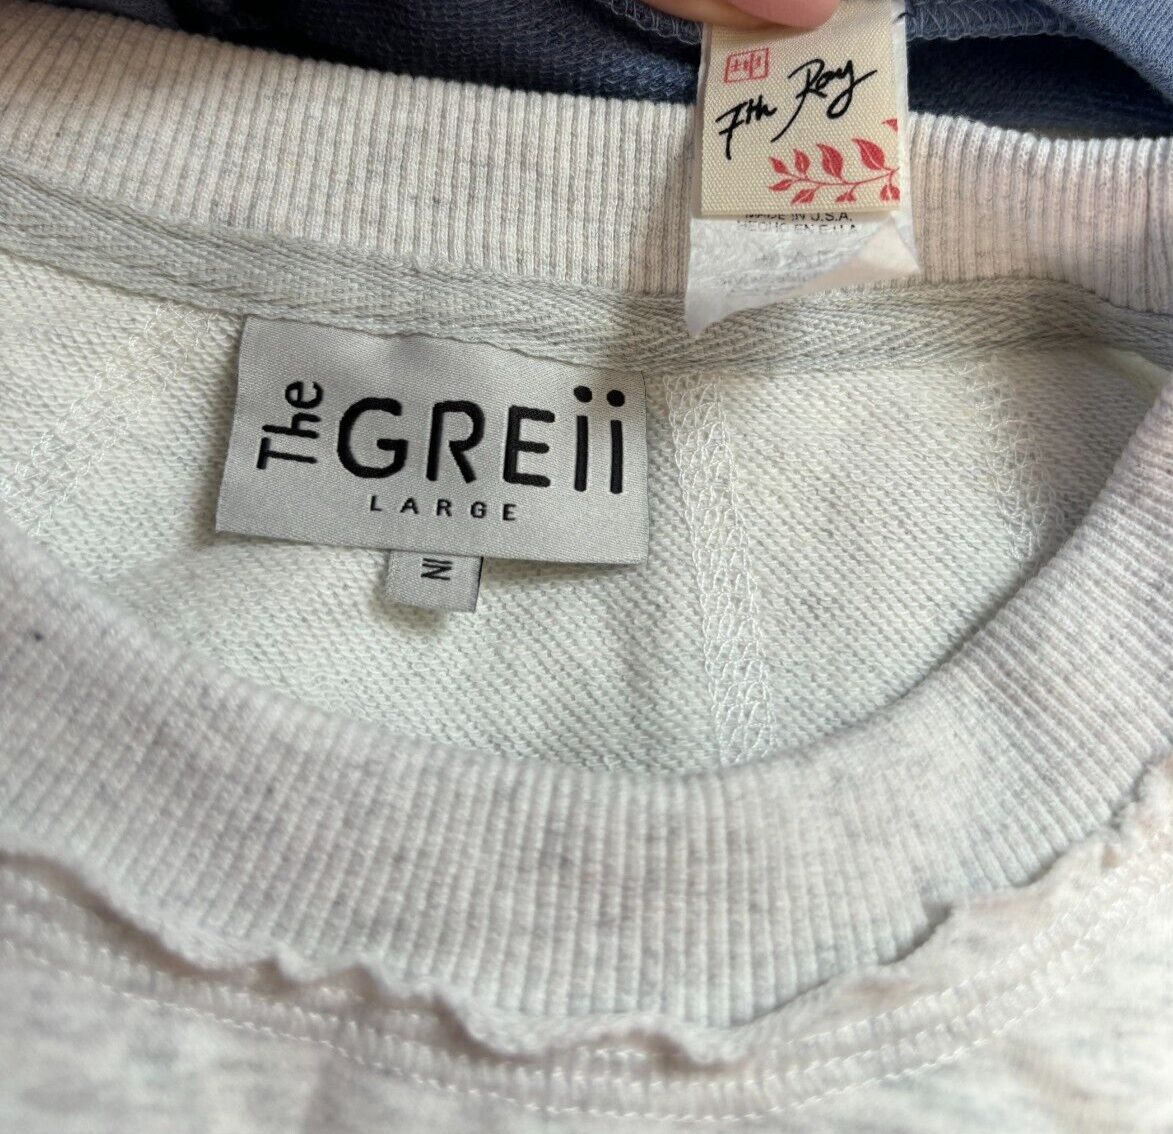 7th Ray
MADE IN U.S.A.
HECHO EN E.U.A
The GREii
LARGE